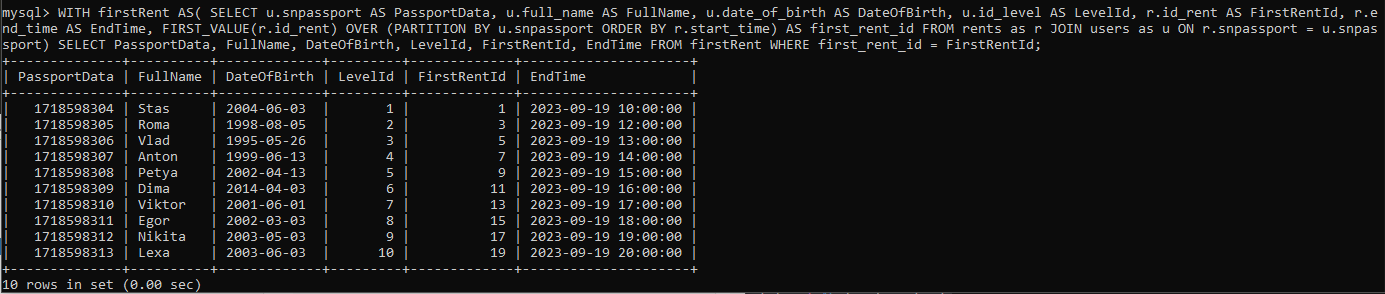 mysql> WITH firstRent AS( SELECT u.snpassport AS PassportData, u.full_name AS FullName, u.date_of_birth AS DateOfBirth, u.id_level AS LevelId, r.id_rent AS FirstRentId, r.e
nd_time AS EndTime, FIRST_VALUE(r.id_rent) OVER (PARTITION BY u.snpassport ORDER BY r.start_time) AS first_rent_id FROM rents as r JOIN users as u ON r.snpassport = u.snpas
sport) SELECT PassportData, FullName, DateOfBirth, LevelId, FirstRentId, EndTime FROM firstRent WHERE first_rent_id = FirstRentId;
+--------------+----------+-------------+---------+-------------+---------------------+
| PassportData | FullName | DateOfBirth | LevelId | FirstRentId | EndTime             |
+--------------+----------+-------------+---------+-------------+---------------------+
|   1718598304 | Stas     | 2004-06-03  |       1 |           1 | 2023-09-19 10:00:00 |
|   1718598305 | Roma     | 1998-08-05  |       2 |           3 | 2023-09-19 12:00:00 |
|   1718598306 | Vlad     | 1995-05-26  |       3 |           5 | 2023-09-19 13:00:00 |
|   1718598307 | Anton    | 1999-06-13  |       4 |           7 | 2023-09-19 14:00:00 |
|   1718598308 | Petya    | 2002-04-13  |       5 |           9 | 2023-09-19 15:00:00 |
|   1718598309 | Dima     | 2014-04-03  |       6 |          11 | 2023-09-19 16:00:00 |
|   1718598310 | Viktor   | 2001-06-01  |       7 |          13 | 2023-09-19 17:00:00 |
|   1718598311 | Egor     | 2002-03-03  |       8 |          15 | 2023-09-19 18:00:00 |
|   1718598312 | Nikita   | 2003-05-03  |       9 |          17 | 2023-09-19 19:00:00 |
|   1718598313 | Lexa     | 2003-06-03  |      10 |          19 | 2023-09-19 20:00:00 |
+--------------+----------+-------------+---------+-------------+---------------------+
10 rows in set (0.00 sec)